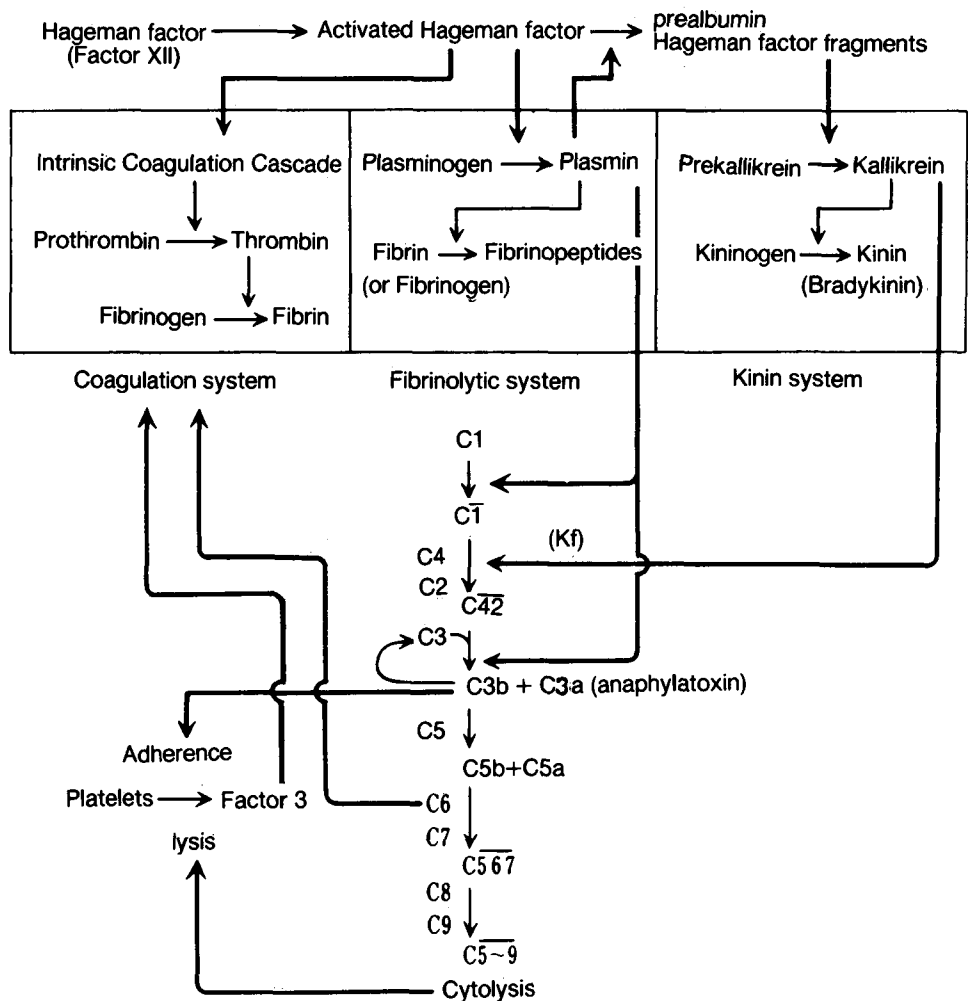 prealbumin
Hageman factor Activated Hageman factor Hageman factor fragments
(Factor XII)
Intrinsic Coagulation Cascade
Prothrombin Thrombin
Fibrinogen Fibrin
Plasminogen Plasmin
Fibrin Fibrinopeptides
(or Fibrinogen)
Prekallikrein Kallikrein
Kininogen Kinin
(Bradykinin)
Coagulation system Fibrinolytic system Kinin system
C1
C1̅
(Kf)
C4
C2
C4̅2̅
C3
C3b + C3a (anaphylatoxin)
C5
Adherence
C5b+C5a
Platelets Factor 3
C6
C7
lysis
C5̅6̅7̅
C8
C9
C5̅~̅9̅
Cytolysis